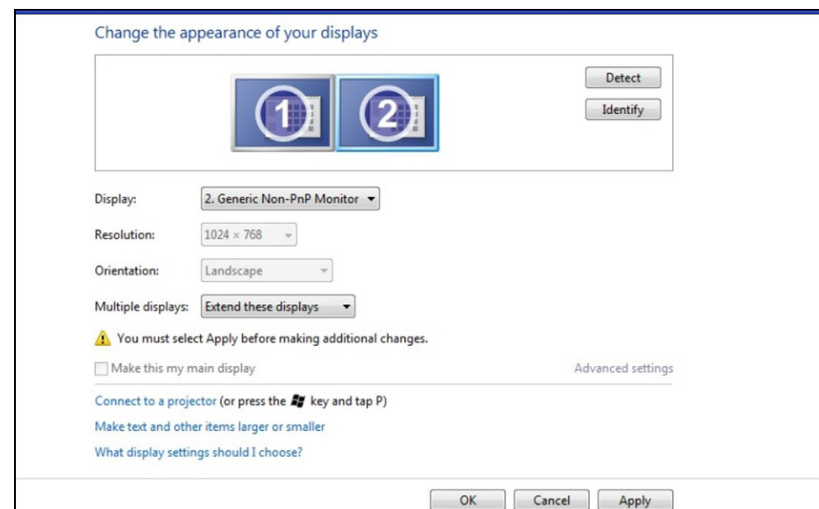 Change the appearance of your displays
1 2
Detect
Identify
Display: 2. Generic Non-PnP Monitor
Resolution: 1024 × 768
Orientation: Landscape
Multiple displays: Extend these displays
You must select Apply before making additional changes.
Make this my main display Advanced settings
Connect to a projector (or press the key and tap P)
Make text and other items larger or smaller
What display settings should I choose?
OK Cancel Apply